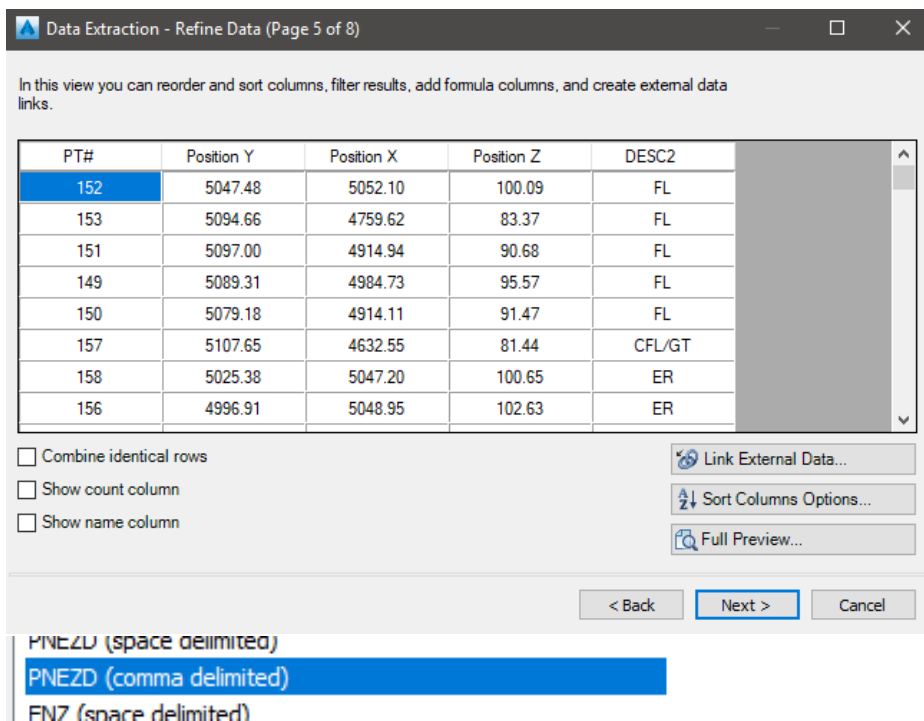 Data Extraction - Refine Data (Page 5 of 8)
In this view you can reorder and sort columns, filter results, add formula columns, and create external data
links.
PT# Position Y Position X Position Z DESC2
152 5047.48 5052.10 100.09 FL
153 5094.66 4759.62 83.37 FL
151 5097.00 4914.94 90.68 FL
149 5089.31 4984.73 95.57 FL
150 5079.18 4914.11 91.47 FL
157 5107.65 4632.55 81.44 CFL/GT
158 5025.38 5047.20 100.65 ER
156 4996.91 5048.95 102.63 ER
Combine identical rows
Show count column
Show name column
Link External Data...
Sort Columns Options...
Full Preview...
< Back Next > Cancel
PNEZD (space delimited)
PNEZD (comma delimited)
ENZ (space delimited)